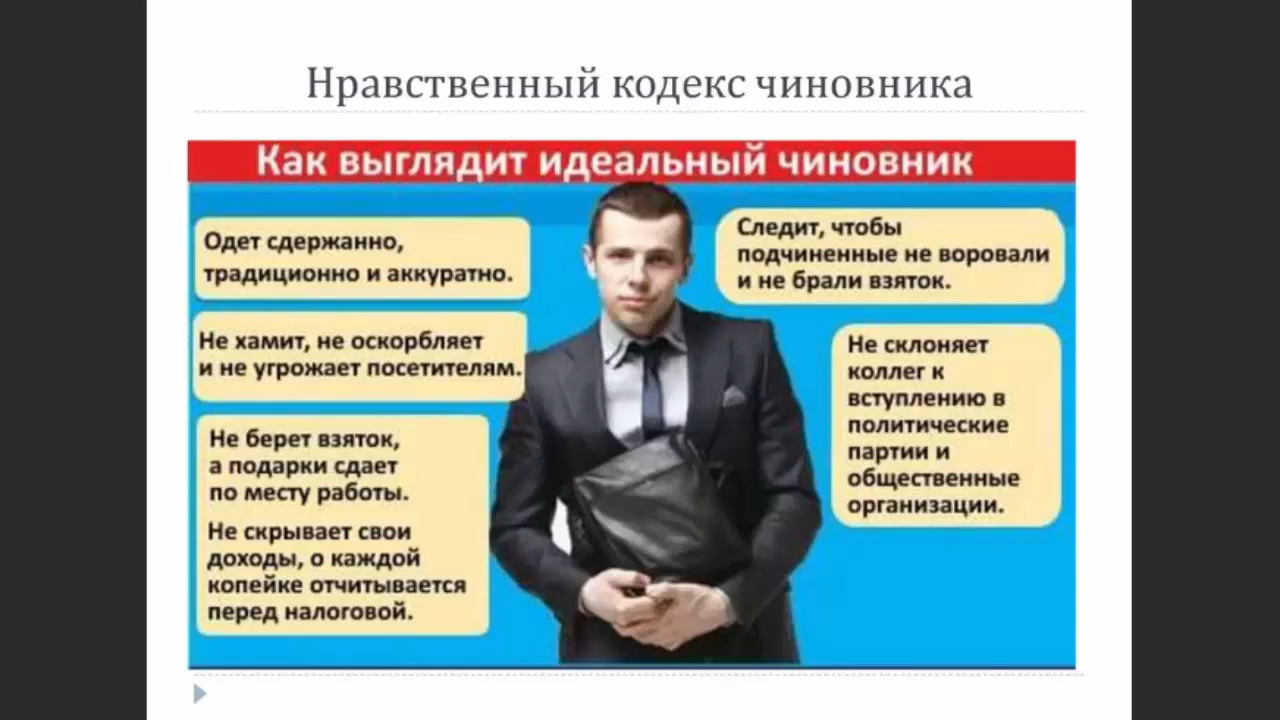 Нравственный кодекс чиновника
Как выглядит идеальный чиновник
Одет сдержанно,
традиционно и аккуратно.
Не хамит, не оскорбляет
и не угрожает посетителям.
Не берет взяток,
а подарки сдает
по месту работы.
Не скрывает свои
доходы, о каждой
копейке отчитывается
перед налоговой.
Следит, чтобы
подчиненные не воровали
и не брали взяток.
Не склоняет
коллег к
вступлению в
политические
партии и
общественные
организации.